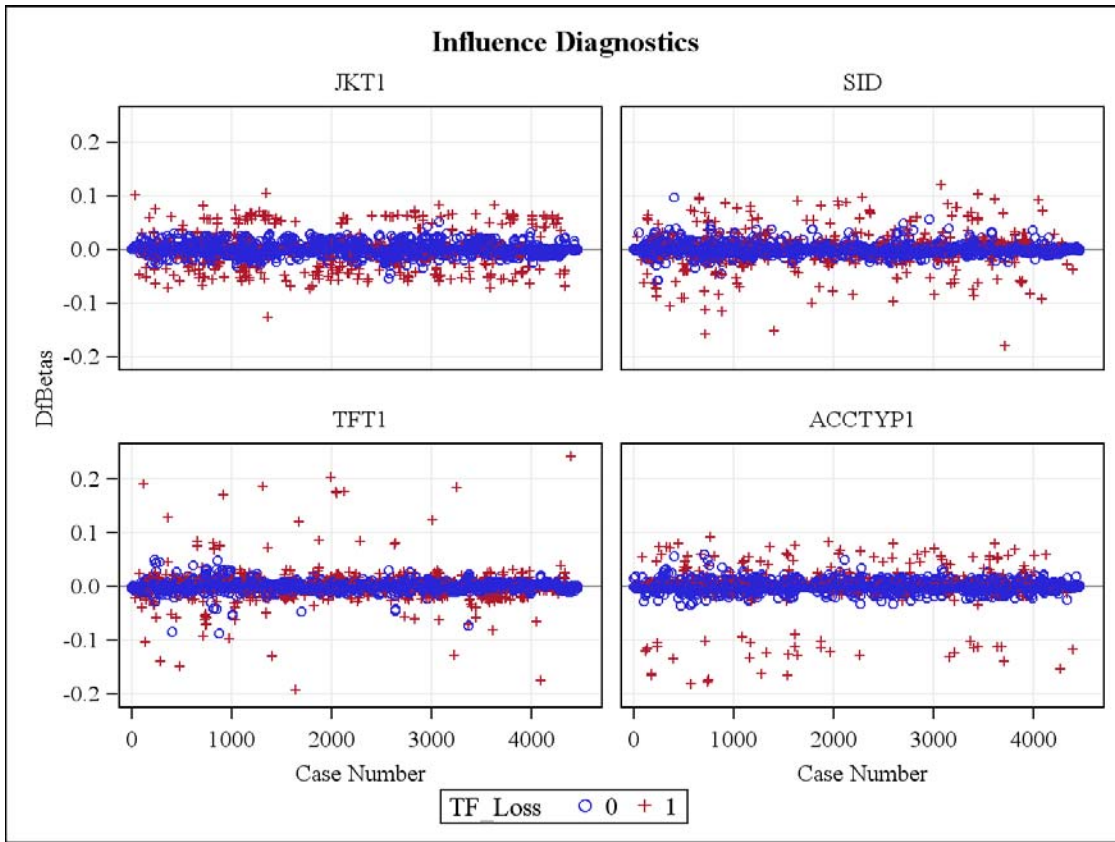 Influence Diagnostics
JKT1
SID
0.2
0.1
0.0
-0.1
-0.2
TFT1
ACCTYP1
0.2
0.1
0.0
-0.1
-0.2
DfBetas
0 1000 2000 3000 4000
0 1000 2000 3000 4000
Case Number
Case Number
TF_Loss 0 1